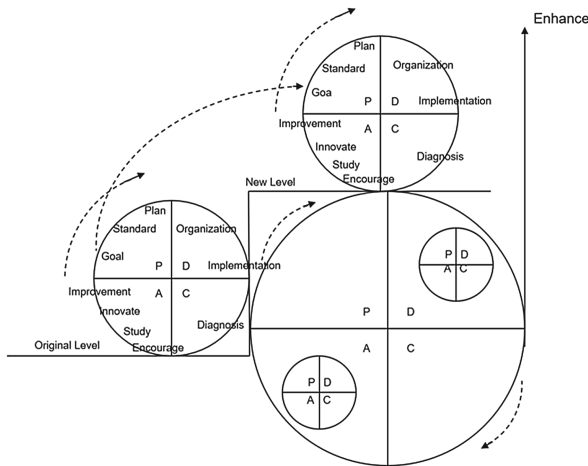 Enhance
Plan
Standard
Organization
Goa
P
D
Implementation
Improvement
A
C
Innovate
Study
Diagnosis
Encourage
New Level
Plan
Standard
Organization
Goal
P
D
Implementation
Improvement
A
C
Innovate
Study
Diagnosis
Encourage
Original Level
P
D
A
C
P
D
A
C
P
D
A
C